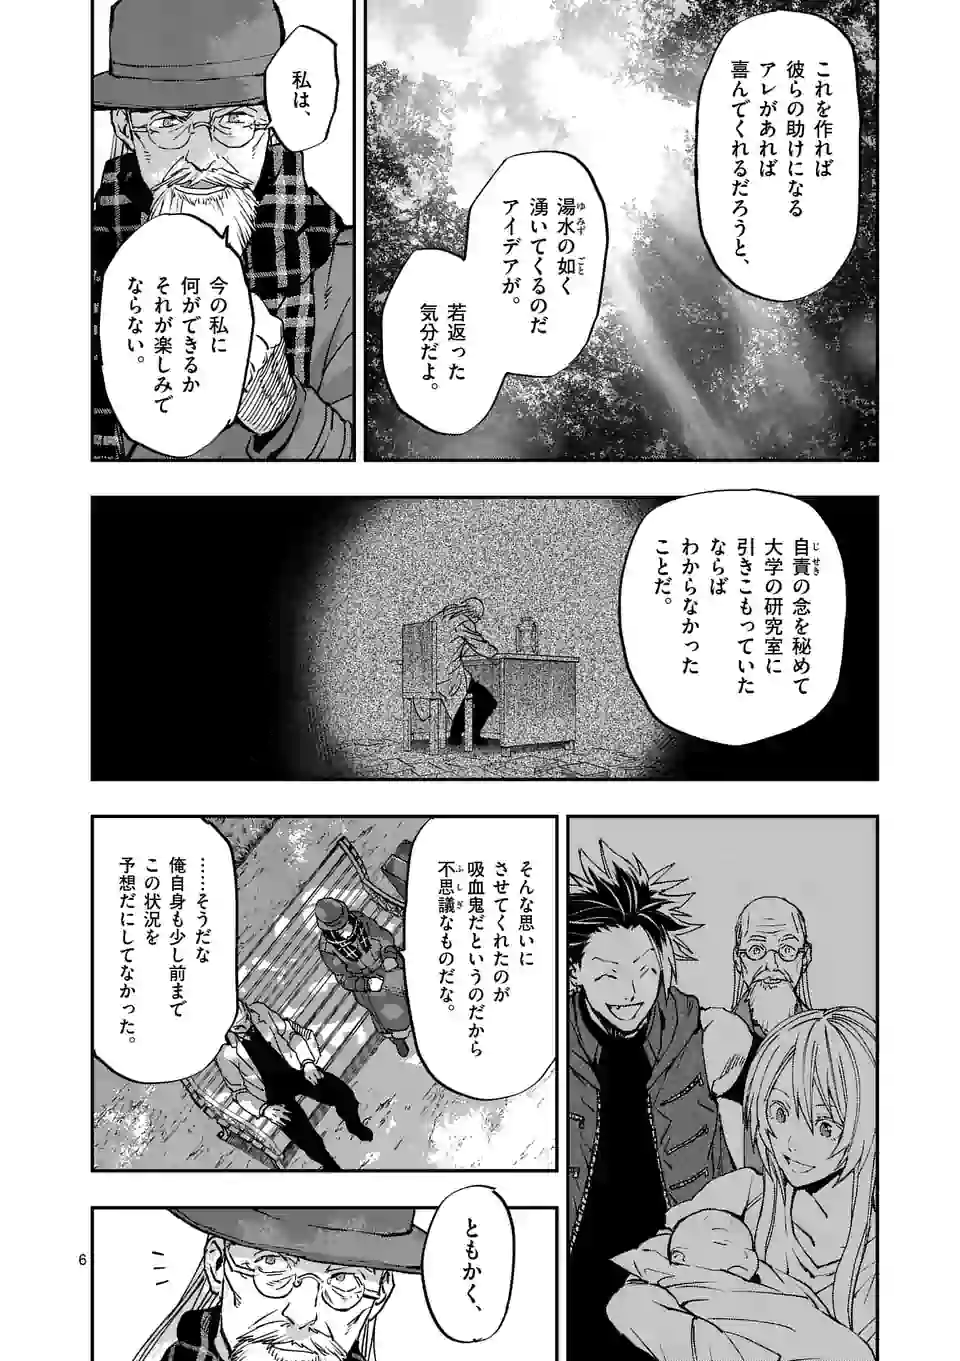 これを作れば
彼らの助けになる
アレがあれば
喜んでくれるだろうと、
湯水の如く
湧いてくるのだ
アイデアが。
若返った
気分だよ。
私は、
今の私に
何ができるか
それが楽しみで
ならない。
自責の念を秘めて
大学の研究室に
引きこもっていた
ならば
わからなかった
ことだ。
そんな思いに
させてくれたのが
吸血鬼だというのだから
不思議なものだな。
……そうだな
俺自身も少し前まで
この状況を
予想だにしてなかった。
ともかく、
6